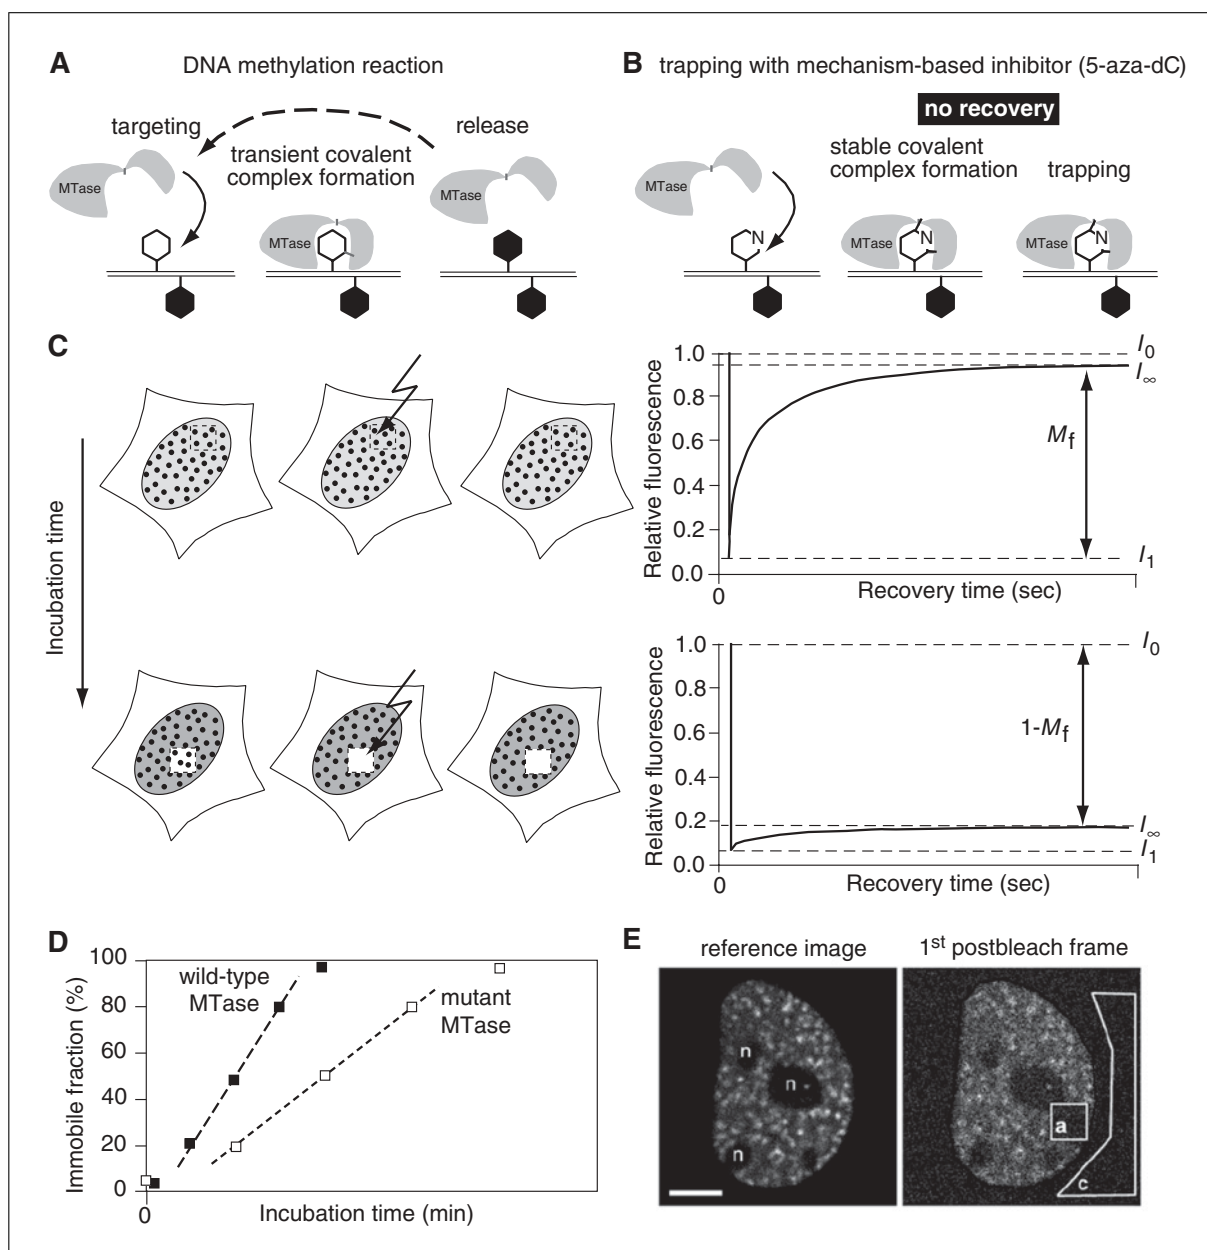 A
DNA methylation reaction
targeting
release
transient covalent
complex formation
MTase
MTase
MTase
B
trapping with mechanism-based inhibitor (5-aza-dC)
no recovery
stable covalent
complex formation
trapping
MTase
MTase
MTase
N
N
N
C
Incubation time
Relative fluorescence
1.0
0.8
0.6
0.4
0.2
0.0
0
Recovery time (sec)
I0
I∞
Mf
I1
Relative fluorescence
1.0
0.8
0.6
0.4
0.2
0.0
0
Recovery time (sec)
I0
1-Mf
I∞
I1
D
Immobile fraction (%)
100
80
60
40
20
0
0
wild-type
MTase
mutant
MTase
Incubation time (min)
E
reference image
1st postbleach frame
n
n
n
a
c